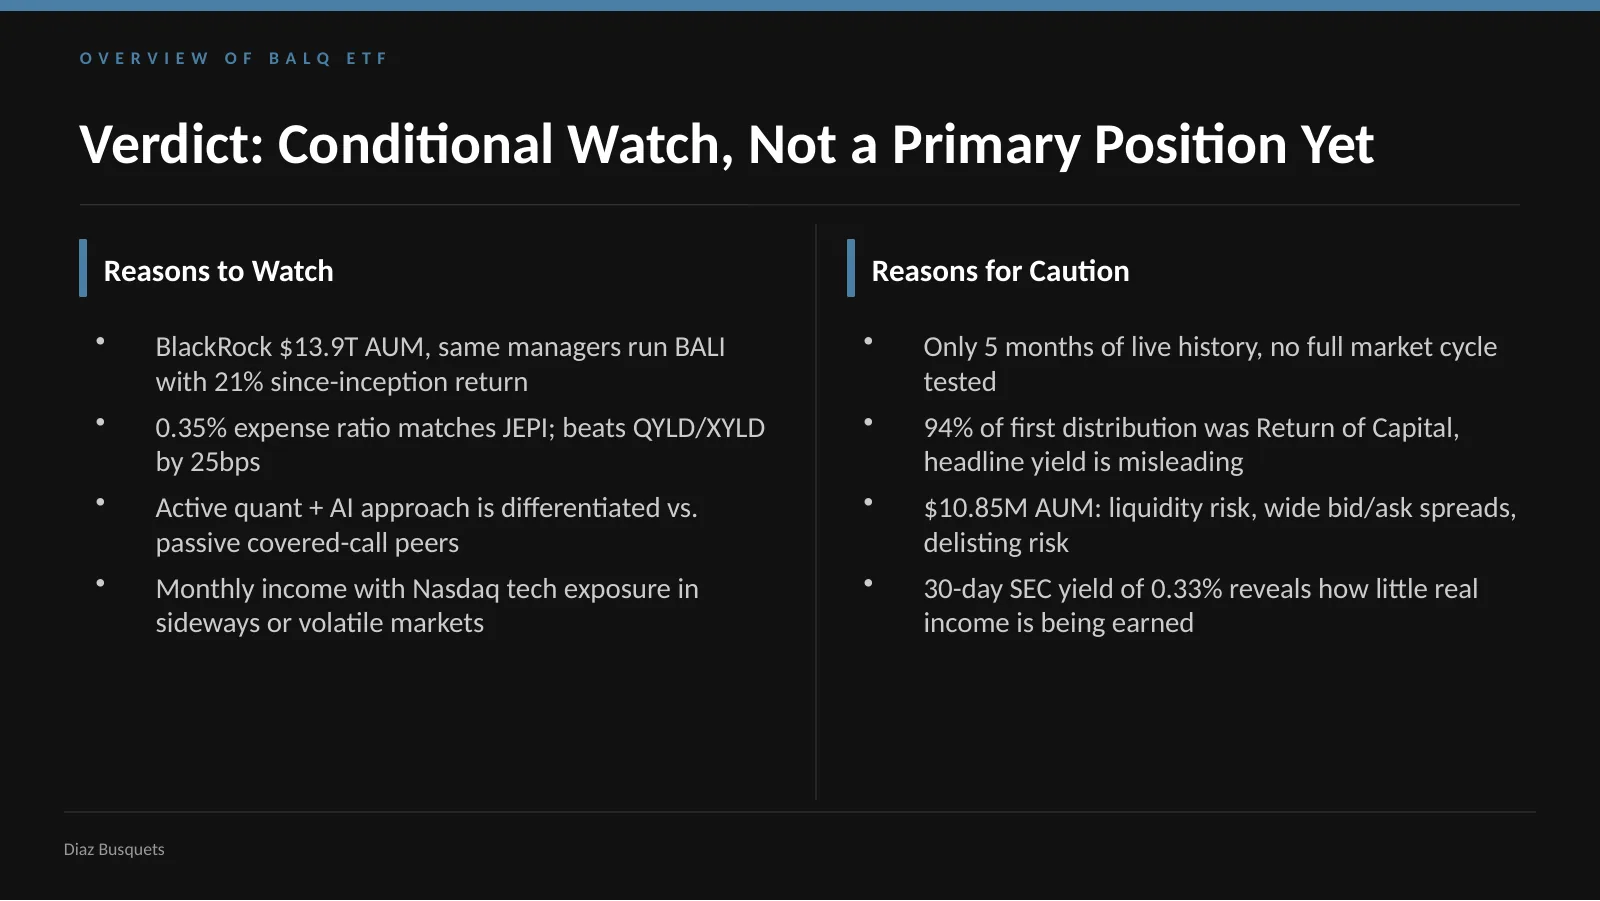 OVERVIEW OF BALQ ETF
Verdict: Conditional Watch, Not a Primary Position Yet
Reasons to Watch
• BlackRock $13.9T AUM, same managers run BALI
with 21% since-inception return
• 0.35% expense ratio matches JEPI; beats QYLD/XYLD
by 25bps
• Active quant + AI approach is differentiated vs.
passive covered-call peers
• Monthly income with Nasdaq tech exposure in
sideways or volatile markets
Reasons for Caution
• Only 5 months of live history, no full market cycle
tested
• 94% of first distribution was Return of Capital,
headline yield is misleading
• $10.85M AUM: liquidity risk, wide bid/ask spreads,
delisting risk
• 30-day SEC yield of 0.33% reveals how little real
income is being earned
Diaz Busquets